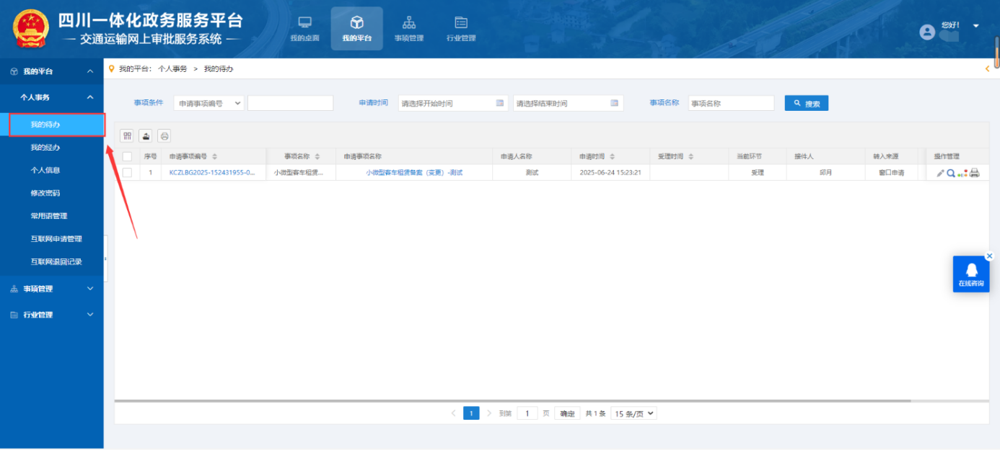 四川一体化政务服务平台
交通运输网上审批服务系统
我的桌面
我的平台
事项管理
行业管理
您好!
我的平台
个人事务
我的待办
我的经办
个人信息
修改密码
常用语管理
互联网申请管理
互联网退回记录
事项管理
行业管理
我的平台: 个人事务 > 我的待办
事项条件 申请事项编号 申请时间 请选择开始时间 请选择结束时间 事项名称 事项名称 搜索
序号 申请事项编号 事项名称 申请事项名称 申请人名称 申请时间 受理时间 当前环节 接件人 转入来源 操作管理
1 KCZLBG2025-152431955-0... 小微型客车租赁... 小微型客车租赁备案（变更）-测试 测试 2025-06-24 15:23:21 受理 邱月 窗口申请
在线咨询
1 到第 1 页 确定 共 1 条 15 条/页